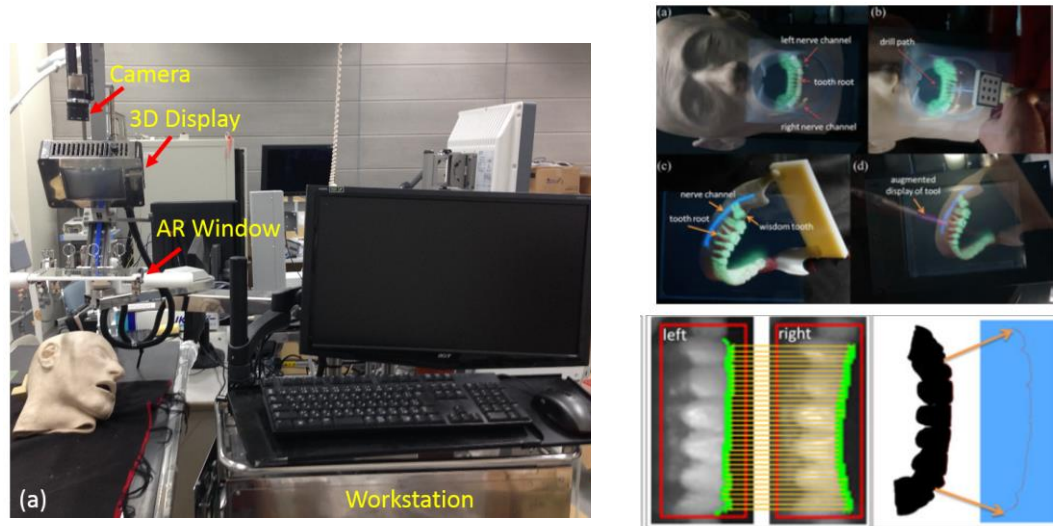 Camera
3D Display
AR Window
(a)
Workstation
acer
(a)
left nerve channel
tooth root
right nerve channel
(b)
drill path
(c)
nerve channel
tooth root
wisdom tooth
(d)
augmented
display of tool
left
right